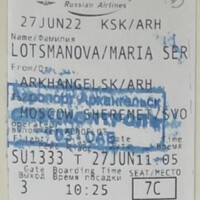 Russian Airlines
27JUN22 KSK/ARH
Name/Фамилия
LOTSMANOVA/MARIA SER
From/От
ARKHANGELSK/ARH
Аэропорт Архангельск
MOSCOW SHEREMET/SVO
SU1333 T 27JUN11:05
Gate Boarding Time SEAT/МЕСТО
Выход Время посадки
3 10:25 7C